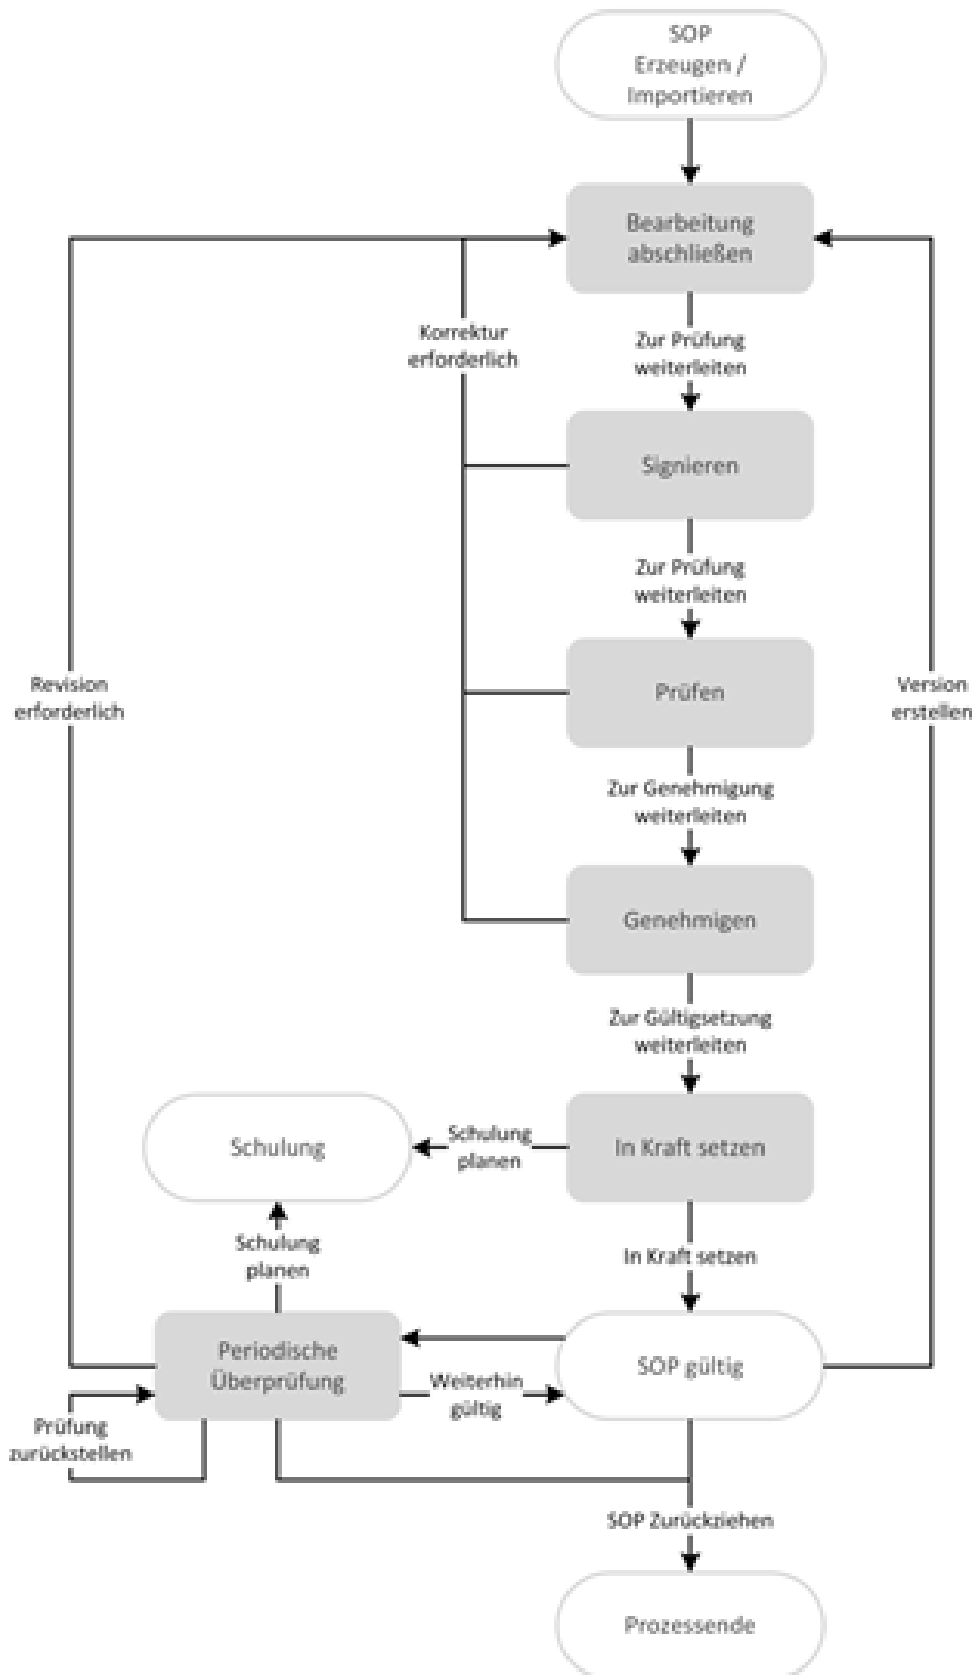 SOP
Erzeugen /
Importieren
Bearbeitung
abschließen
Korrektur
erforderlich
Zur Prüfung
weiterleiten
Signieren
Zur Prüfung
weiterleiten
Revision
erforderlich
Prüfen
Version
erstellen
Zur Genehmigung
weiterleiten
Genehmigen
Zur Gültigsetzung
weiterleiten
Schulung
Schulung
planen
In Kraft setzen
Schulung
planen
In Kraft setzen
Periodische
Überprüfung
SOP gültig
Weiterhin
gültig
Prüfung
zurückstellen
SOP Zurückziehen
Prozessende